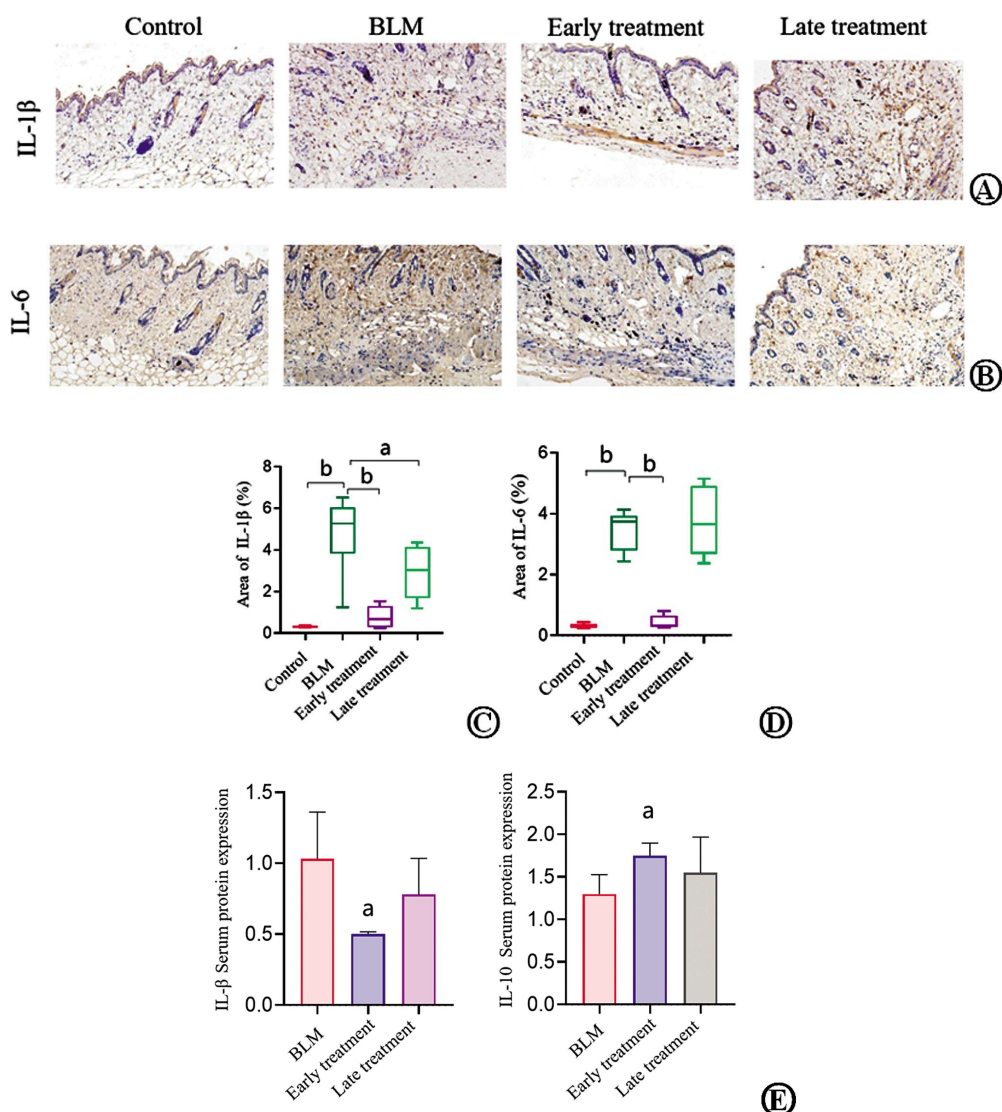 Control BLM Early treatment Late treatment
IL-1β
A
IL-6
B
a
b b
Area of IL-1β (%)
8
6
4
2
0
Control
BLM
Early treatment
Late treatment
C
b b
Area of IL-6 (%)
6
4
2
0
Control
BLM
Early treatment
Late treatment
D
IL-β Serum protein expression
1.5
1.0
0.5
0.0
a
BLM
Early treatment
Late treatment
IL-10 Serum protein expression
2.5
2.0
1.5
1.0
0.5
0.0
a
BLM
Early treatment
Late treatment
E